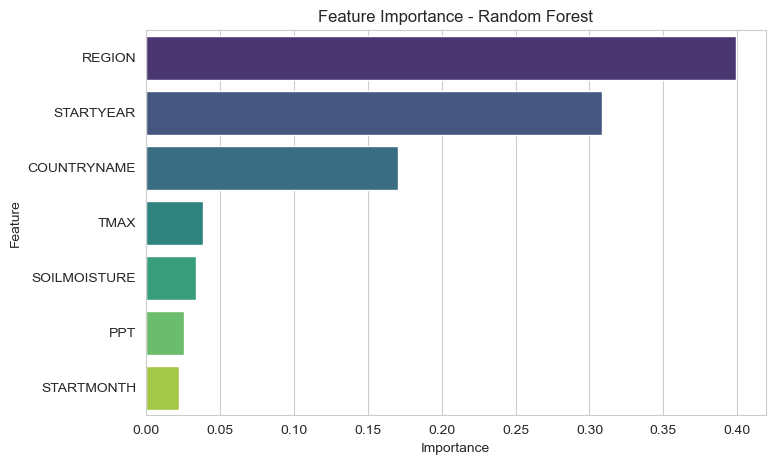 Feature Importance - Random Forest
REGION
STARTYEAR
COUNTRYNAME
TMAX
SOILMOISTURE
PPT
STARTMONTH
Feature
0.00 0.05 0.10 0.15 0.20 0.25 0.30 0.35 0.40
Importance